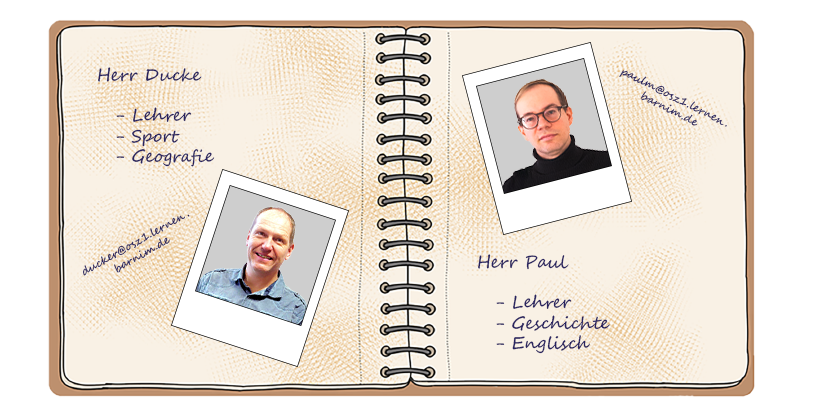 Herr Ducke
- Lehrer
- Sport
- Geografie
ducker@osz1.lernen.
barnim.de
paulm@osz1.lernen.
barnim.de
Herr Paul
- Lehrer
- Geschichte
- Englisch